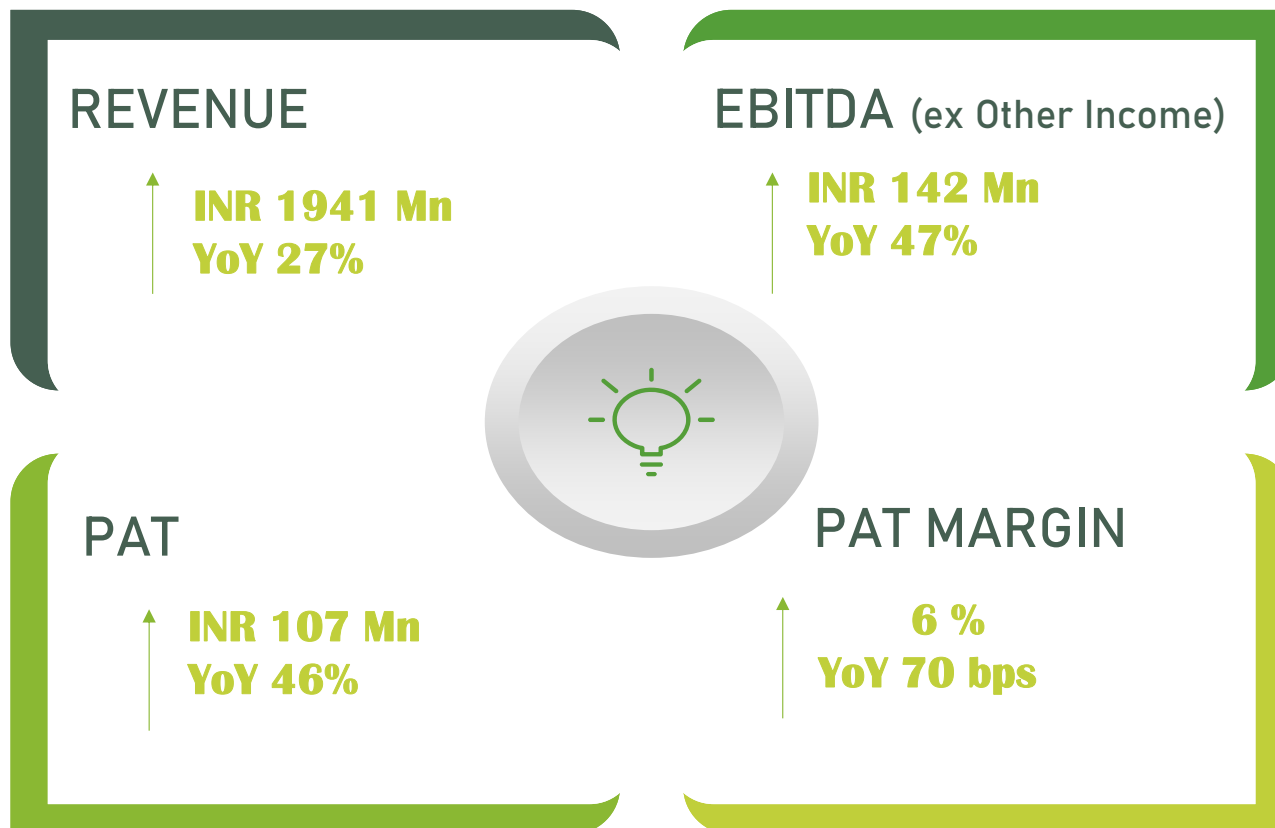 REVENUE
INR 1941 Mn
YoY 27%
EBITDA (ex Other Income)
INR 142 Mn
YoY 47%
PAT
INR 107 Mn
YoY 46%
PAT MARGIN
6 %
YoY 70 bps